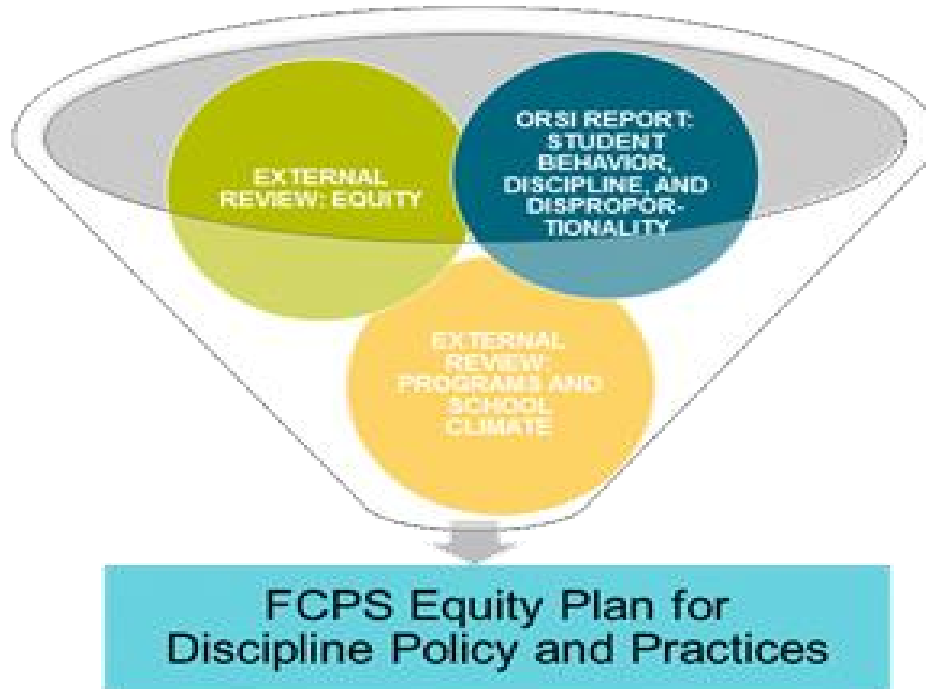 EXTERNAL
REVIEW: EQUITY
ORSI REPORT:
STUDENT
BEHAVIOR,
DISCIPLINE, AND
DISPROPOR-
TIONALITY
EXTERNAL
REVIEW:
PROGRAMS AND
SCHOOL
CLIMATE
FCPS Equity Plan for
Discipline Policy and Practices